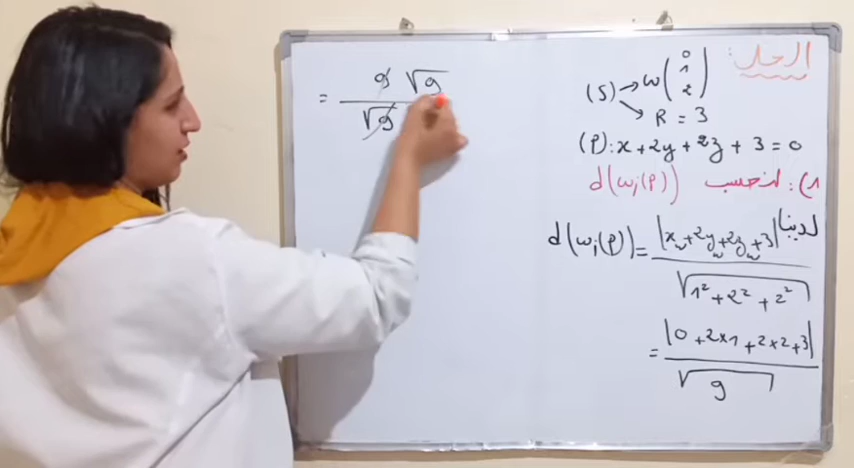 الحل:
(S) → ω (0 1 2)
→ R = 3
(P): x + 2y + 2z + 3 = 0
1): لنحسب d(ω;(P))
لدينا d(ω;(P)) = |x_ω + 2y_ω + 2z_ω + 3| / √(1² + 2² + 2²)
= |0 + 2×1 + 2×2 + 3| / √9
= 9 √9 / √9